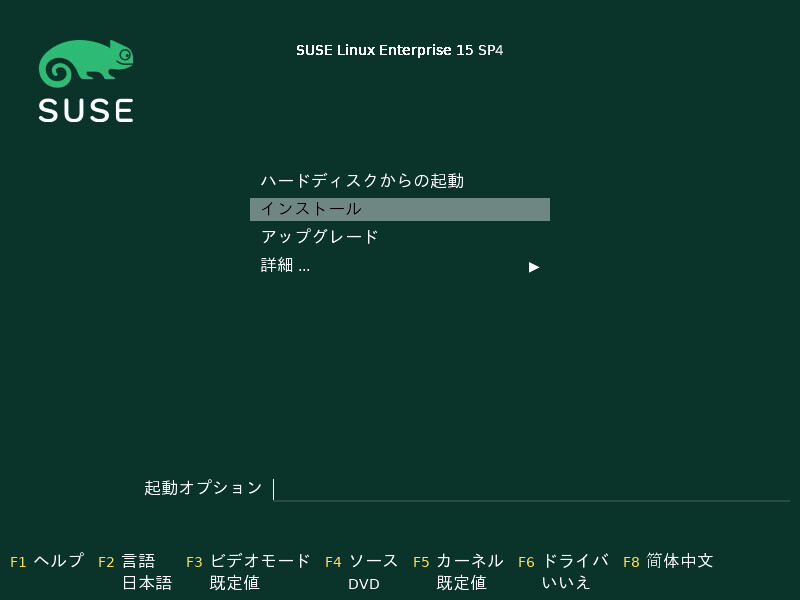 SUSE Linux Enterprise 15 SP4
SUSE
ハードディスクからの起動
インストール
アップグレード
詳細 ...
起動オプション
F1 ヘルプ F2 言語 F3 ビデオモード F4 ソース F5 カーネル F6 ドライバ F8 简体中文
日本語 既定値 DVD 既定値 いいえ